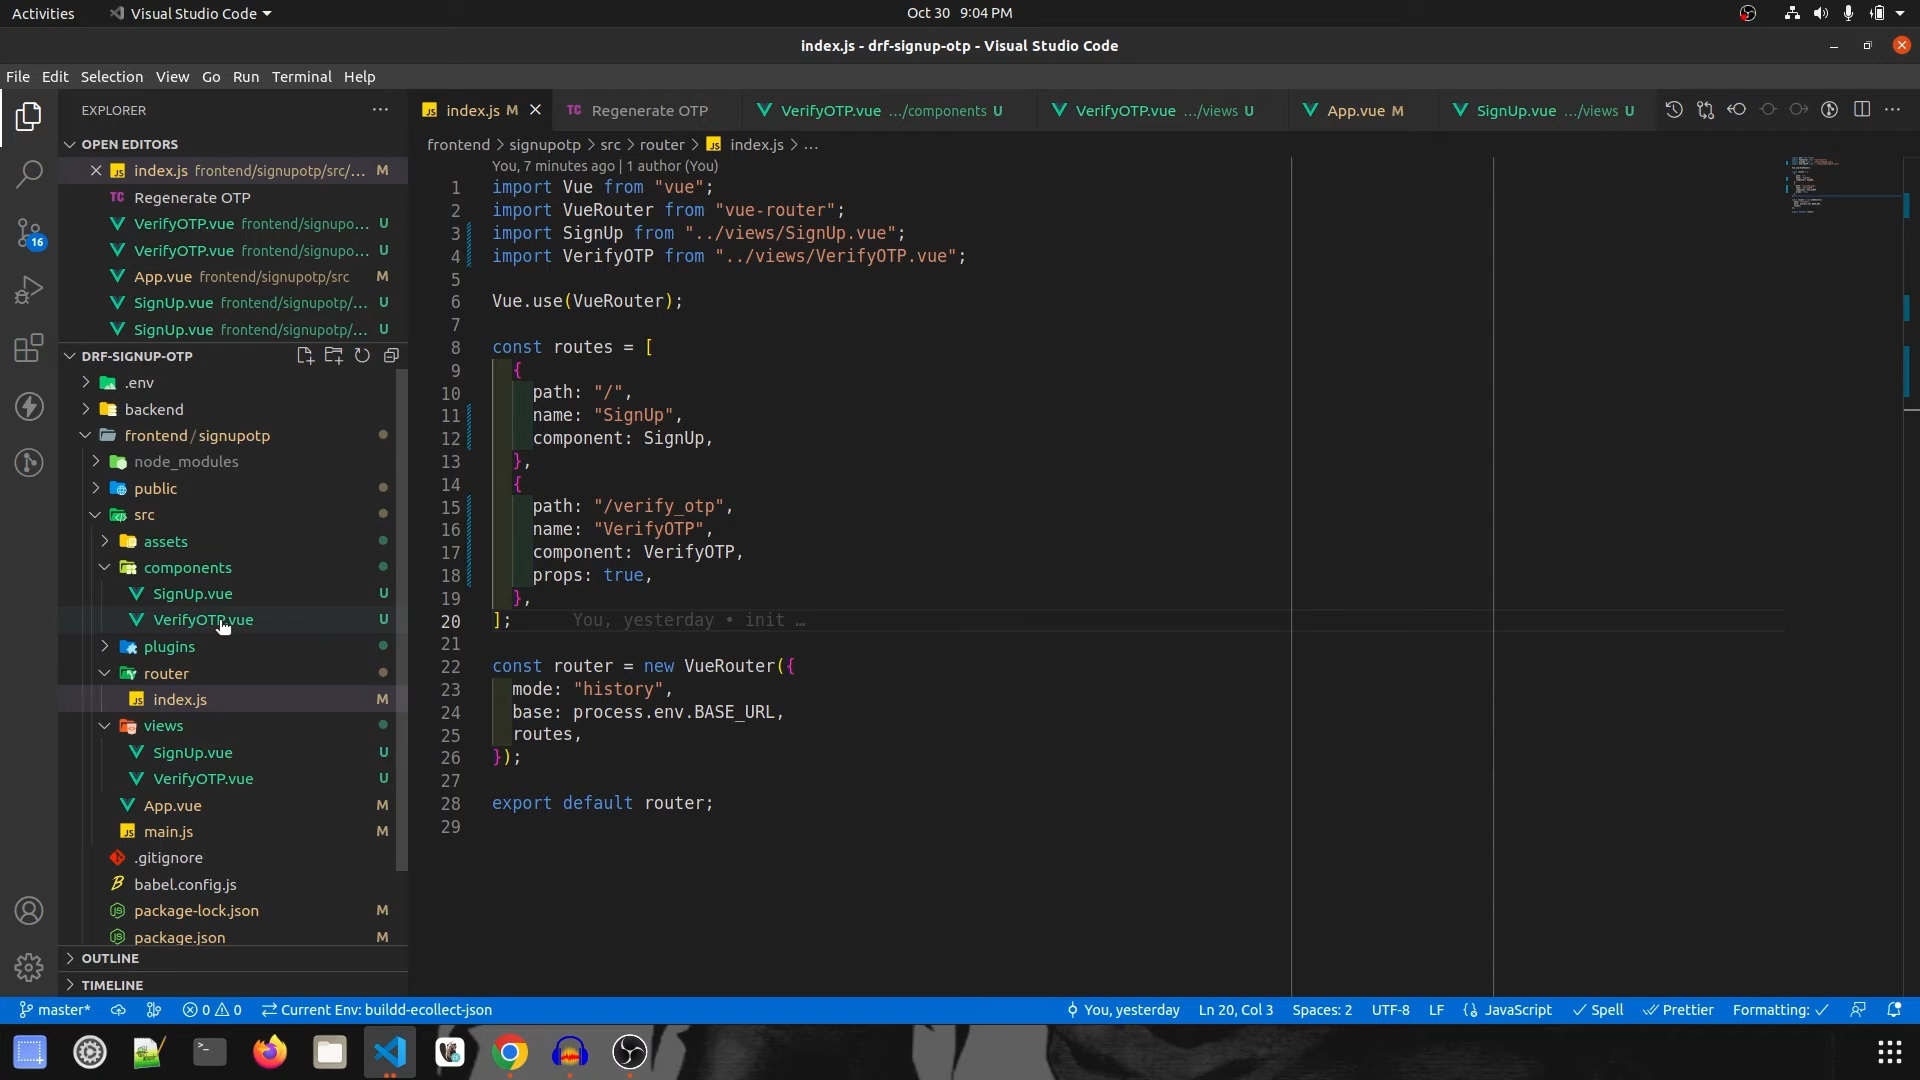 Activities
Visual Studio Code
Oct 30 9:04 PM
index.js - drf-signup-otp - Visual Studio Code
File Edit Selection View Go Run Terminal Help
EXPLORER
index.js M
TC Regenerate OTP
VerifyOTP.vue .../components U
VerifyOTP.vue .../views U
App.vue M
SignUp.vue .../views U
OPEN EDITORS
index.js frontend/signupotp/src/... M
TC Regenerate OTP
VerifyOTP.vue frontend/signupo... U
VerifyOTP.vue frontend/signupo... U
App.vue frontend/signupotp/src M
SignUp.vue frontend/signupotp/... U
SignUp.vue frontend/signupotp/... U
DRF-SIGNUP-OTP
.env
backend
frontend / signupotp
node_modules
public
src
assets
components
SignUp.vue U
VerifyOTP.vue U
plugins
router
index.js M
views
SignUp.vue U
VerifyOTP.vue U
App.vue M
main.js M
.gitignore
babel.config.js
package-lock.json M
package.json M
OUTLINE
TIMELINE
16
frontend > signupotp > src > router > index.js > ...
You, 7 minutes ago | 1 author (You)
1 import Vue from "vue";
2 import VueRouter from "vue-router";
3 import SignUp from "../views/SignUp.vue";
4 import VerifyOTP from "../views/VerifyOTP.vue";
5
6 Vue.use(VueRouter);
7
8 const routes = [
9 {
10 path: "/",
11 name: "SignUp",
12 component: SignUp,
13 },
14 {
15 path: "/verify_otp",
16 name: "VerifyOTP",
17 component: VerifyOTP,
18 props: true,
19 },
20 ]; You, yesterday • init ...
21
22 const router = new VueRouter({
23 mode: "history",
24 base: process.env.BASE_URL,
25 routes,
26 });
27
28 export default router;
29
master* 0 0 Current Env: buildd-ecollect-json You, yesterday Ln 20, Col 3 Spaces: 2 UTF-8 LF JavaScript Spell Prettier Formatting: